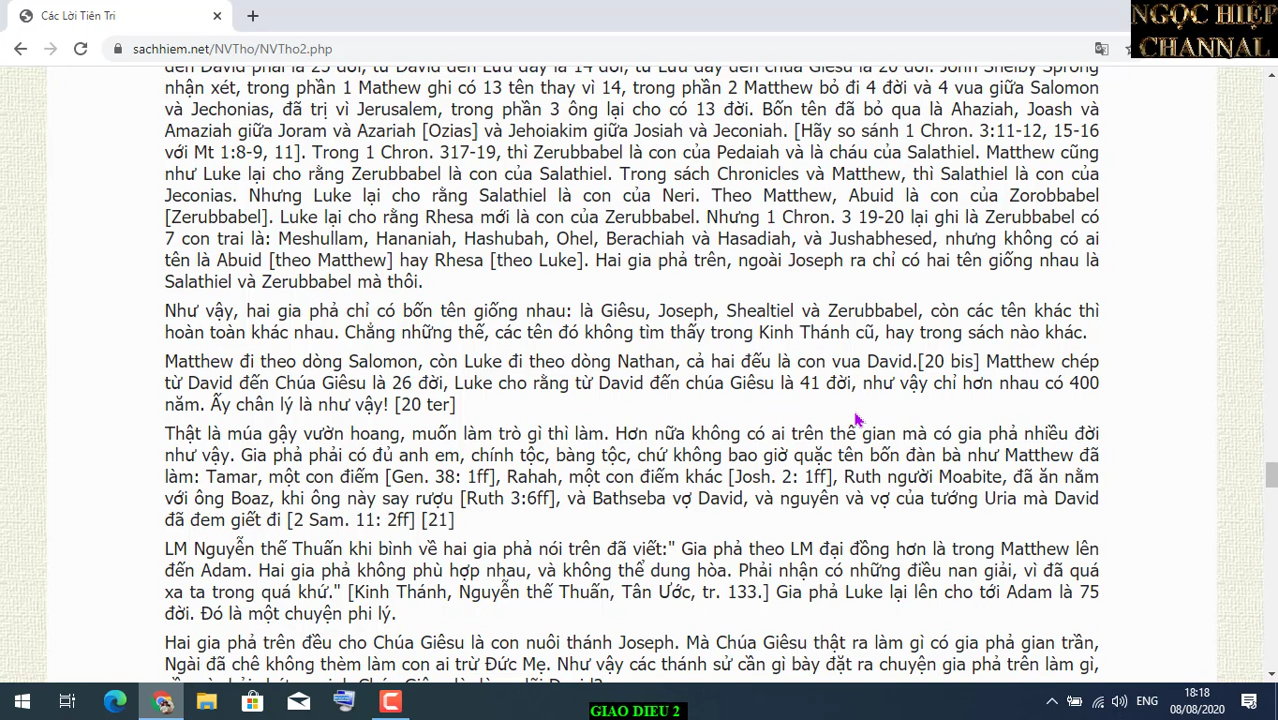 Các Lời Tiên Tri
NGỌC HIỆP
CHANNAL
sachhiem.net/NVTho/NVTho2.php
nhận xét, trong phần 1 Mathew ghi có 13 tên thay vì 14, trong phần 2 Matthew bỏ đi 4 đời và 4 vua giữa Salomon
và Jechonias, đã trị vì Jerusalem, trong phần 3 ông lại cho có 13 đời. Bốn tên đã bỏ qua là Ahaziah, Joash và
Amaziah giữa Joram và Azariah [Ozias] và Jehoiakim giữa Josiah và Jeconiah. [Hãy so sánh 1 Chron. 3:11-12, 15-16
với Mt 1:8-9, 11]. Trong 1 Chron. 317-19, thì Zerubbabel là con của Pedaiah và là cháu của Salathiel. Matthew cũng
như Luke lại cho rằng Zerubbabel là con của Salathiel. Trong sách Chronicles và Matthew, thì Salathiel là con của
Jeconias. Nhưng Luke lại cho rằng Salathiel là con của Neri. Theo Matthew, Abuid là con của Zorobbabel
[Zerubbabel]. Luke lại cho rằng Rhesa mới là con của Zerubbabel. Nhưng 1 Chron. 3 19-20 lại ghi là Zerubbabel có
7 con trai là: Meshullam, Hananiah, Hashubah, Ohel, Berachiah và Hasadiah, và Jushabhesed, nhưng không có ai
tên là Abuid [theo Matthew] hay Rhesa [theo Luke]. Hai gia phả trên, ngoài Joseph ra chỉ có hai tên giống nhau là
Salathiel và Zerubbabel mà thôi.
Như vậy, hai gia phả chỉ có bốn tên giống nhau: là Giêsu, Joseph, Shealtiel và Zerubbabel, còn các tên khác thì
hoàn toàn khác nhau. Chẳng những thế, các tên đó không tìm thấy trong Kinh Thánh cũ, hay trong sách nào khác.
Matthew đi theo dòng Salomon, còn Luke đi theo dòng Nathan, cả hai đếu là con vua David.[20 bis] Matthew chép
từ David đến Chúa Giêsu là 26 đời, Luke cho rằng từ David đến chúa Giêsu là 41 đời, như vậy chỉ hơn nhau có 400
năm. Ấy chân lý là như vậy! [20 ter]
Thật là múa gậy vườn hoang, muốn làm trò gì thì làm. Hơn nữa không có ai trên thế gian mà có gia phả nhiều đời
như vậy. Gia phả phải có đủ anh em, chính tộc, bàng tộc, chứ không bao giờ quặc tên bốn đàn bà như Matthew đã
làm: Tamar, một con điếm [Gen. 38: 1ff], Rahah, một con điếm khác [Josh. 2: 1ff], Ruth người Moabite, đã ăn nằm
với ông Boaz, khi ông này say rượu [Ruth 3:6ff], và Bathseba vợ David, và nguyên và vợ của tướng Uria mà David
đã đem giết đi [2 Sam. 11: 2ff] [21]
LM Nguyễn thế Thuấn khi bình về hai gia phả nói trên đã viết:" Gia phả theo LM đại đồng hơn là trong Matthew lên
đến Adam. Hai gia phả không phù hợp nhau, và không thể dung hòa. Phải nhận có những điều nan giải, vì đã quá
xa ta trong quá khứ." [Kinh Thánh, Nguyễn thế Thuấn, Tân Ước, tr. 133.] Gia phả Luke lại lên cho tới Adam là 75
đời. Đó là một chuyện phi lý.
Hai gia phả trên đều cho Chúa Giêsu là con nuôi thánh Joseph. Mà Chúa Giêsu thật ra làm gì có gia phả gian trần,
Ngài đã chê không thèm làm con ai trừ Đức Mẹ. Như vậy các thánh sử cần gì bày đặt ra chuyện gia phả trên làm gì,
ENG
18:18
08/08/2020
GIAO DIEU 2